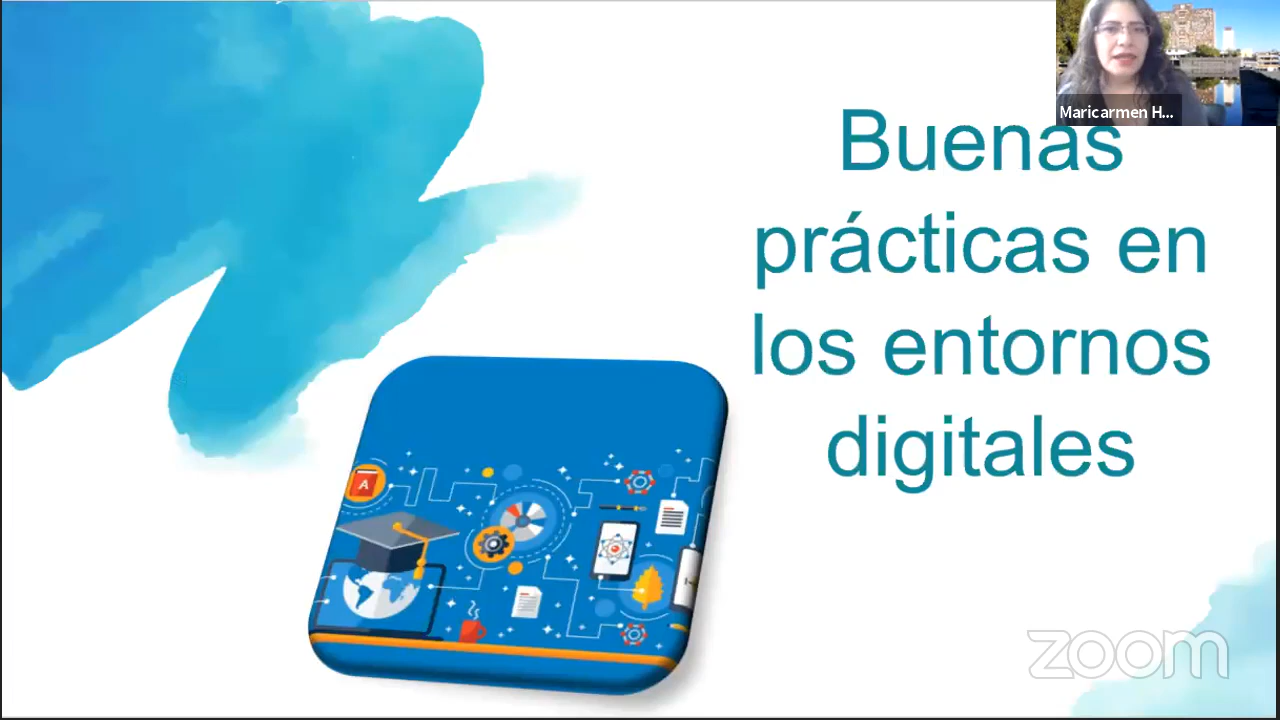 Maricarmen H...
Buenas
prácticas en
los entornos
digitales
A
zoom